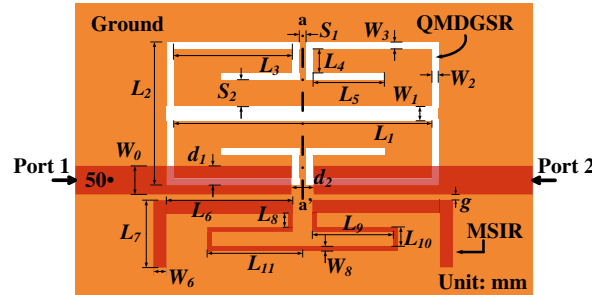 Ground
a
S1
W3
QMDGSR
L3
L4
W2
L2
S2
L5
W1
L1
Port 1
W0
d1
Port 2
50•
d2
a'
g
L6
L7
L8
L9
L10
MSIR
W6
L11
W8
Unit: mm